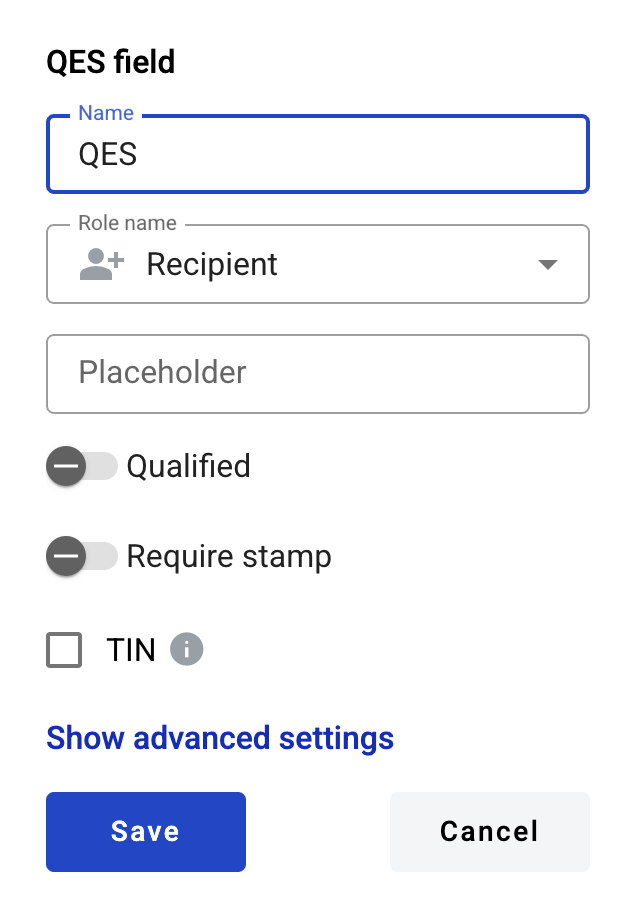 QES field
Name
QES
Role name
Recipient
Placeholder
Qualified
Require stamp
TIN
Show advanced settings
Save
Cancel